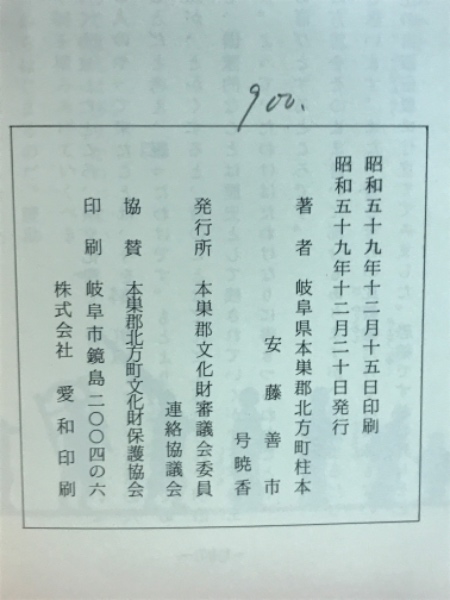 900.
昭和五十九年十二月十五日印刷
昭和五十九年十二月二十日発行
著者 岐阜県本巣郡北方町柱本
安藤善市
号暁香
発行所 本巣郡文化財審議会委員
連絡協議会
協賛 本巣郡北方町文化財保護協会
印刷 岐阜市鏡島二〇〇四の六
株式会社 愛和印刷